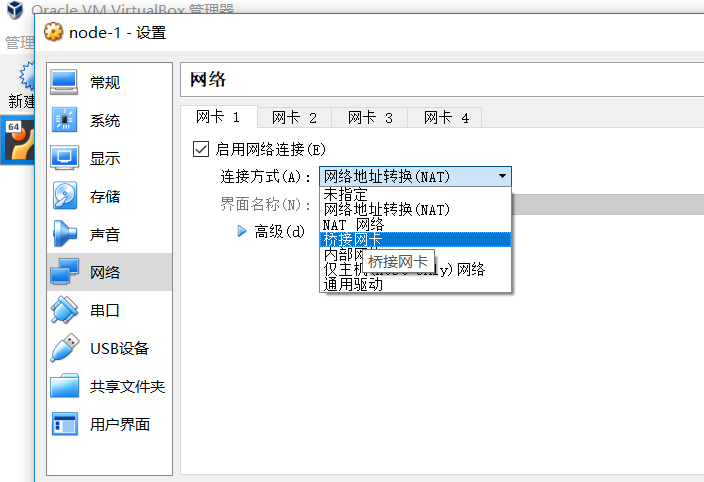 Oracle VM VirtualBox 管理器
node-1 - 设置
管理
新建
64
常规
系统
显示
存储
声音
网络
串口
USB设备
共享文件夹
用户界面
网络
网卡 1
网卡 2
网卡 3
网卡 4
启用网络连接(E)
连接方式(A):
网络地址转换(NAT)
界面名称(N):
高级(d)
未指定
网络地址转换(NAT)
NAT 网络
桥接网卡
内部网
桥接网卡
仅主机
only)网络
通用驱动